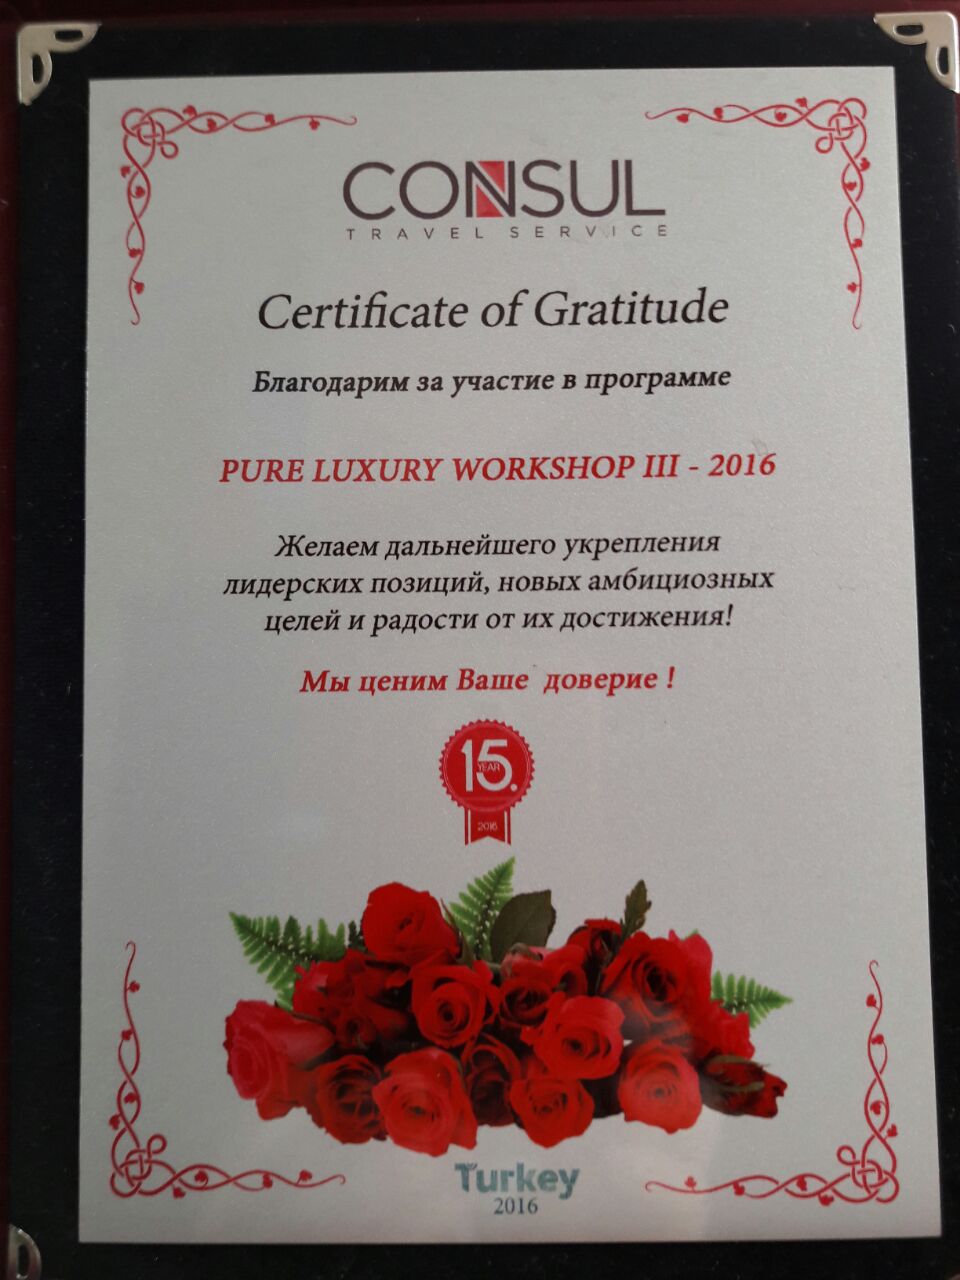 CONSUL
TRAVEL SERVICE
Certificate of Gratitude
Благодарим за участие в программе
PURE LUXURY WORKSHOP III - 2016
Желаем дальнейшего укрепления
лидерских позиций, новых амбициозных
целей и радости от их достижения!
Мы ценим Ваше доверие !
15.
YEAR
2016
Turkey
2016